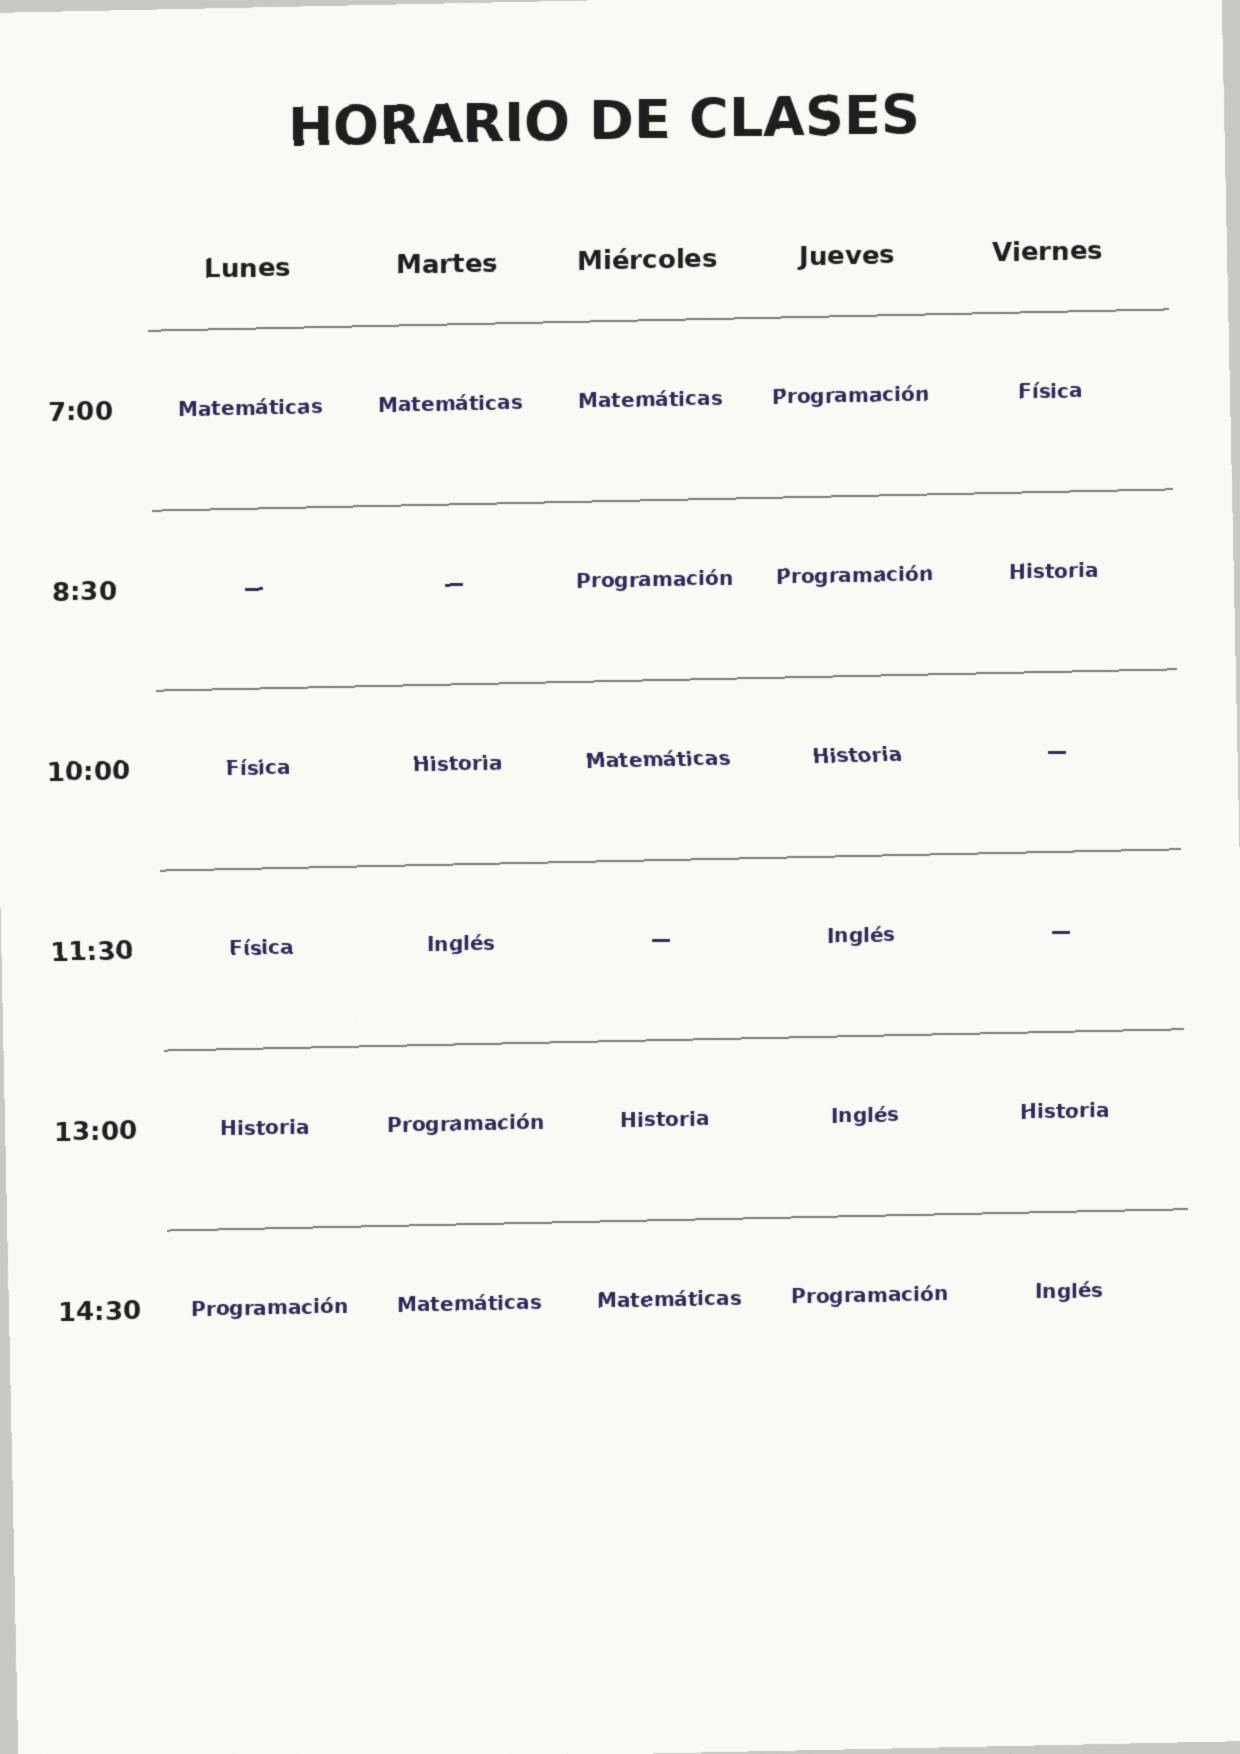 HORARIO DE CLASES
Lunes Martes Miércoles Jueves Viernes
7:00 Matemáticas Matemáticas Matemáticas Programación Física
8:30 — — Programación Programación Historia
10:00 Física Historia Matemáticas Historia —
11:30 Física Inglés — Inglés —
13:00 Historia Programación Historia Inglés Historia
14:30 Programación Matemáticas Matemáticas Programación Inglés